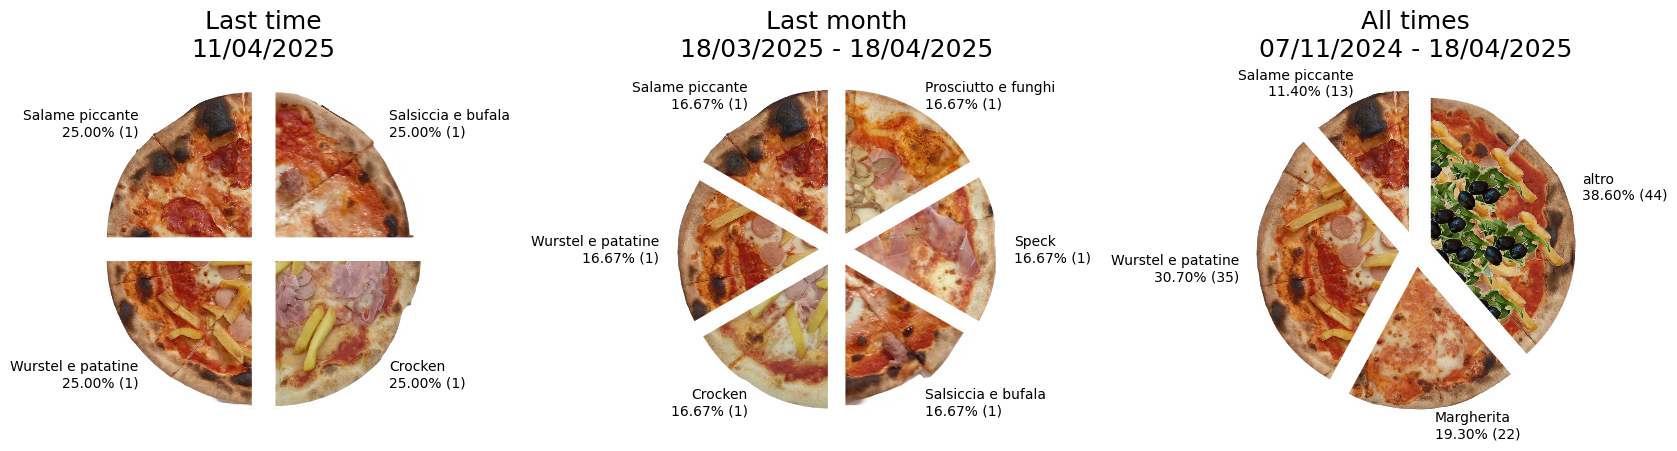 Last time
11/04/2025
Salame piccante
25.00% (1)
Salsiccia e bufala
25.00% (1)
Wurstel e patatine
25.00% (1)
Crocken
25.00% (1)
Last month
18/03/2025 - 18/04/2025
Salame piccante
16.67% (1)
Prosciutto e funghi
16.67% (1)
Wurstel e patatine
16.67% (1)
Speck
16.67% (1)
Crocken
16.67% (1)
Salsiccia e bufala
16.67% (1)
All times
07/11/2024 - 18/04/2025
Salame piccante
11.40% (13)
altro
38.60% (44)
Wurstel e patatine
30.70% (35)
Margherita
19.30% (22)